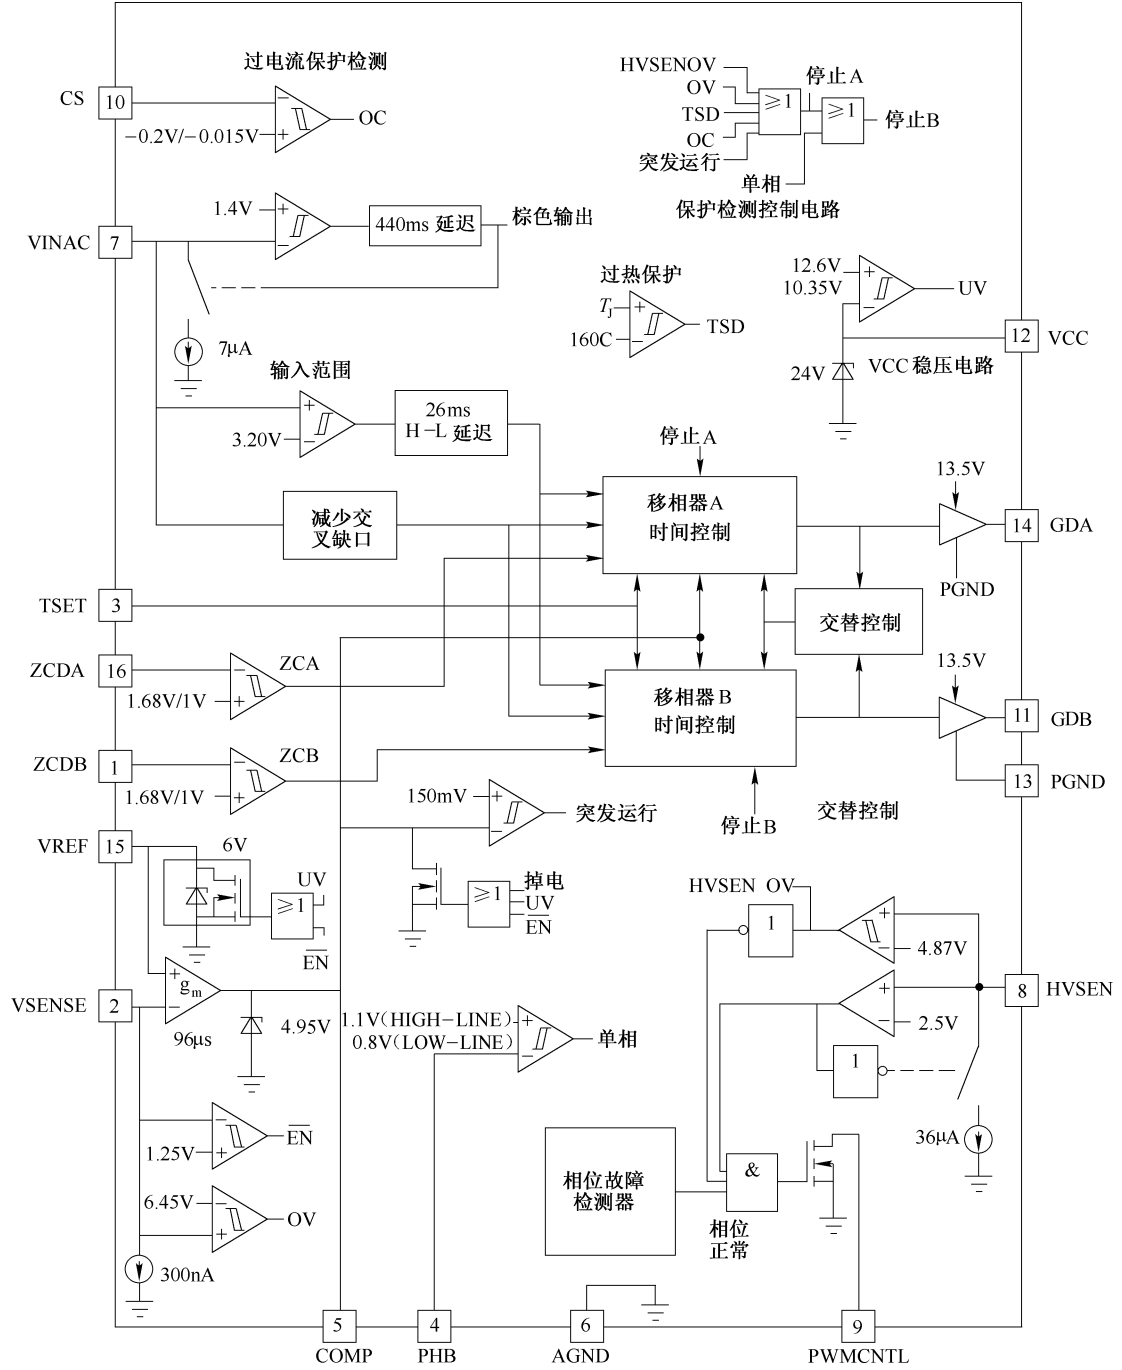 过电流保护检测
CS
10
−
−0.2V/−0.015V
+
OC
HVSENOV
OV
TSD
OC
突发运行
≥1
停止A
≥1
停止B
单相
保护检测控制电路
1.4V
+
−
440ms 延迟
棕色输出
VINAC
7
7μA
过热保护
TJ
+
160C
−
TSD
12.6V
10.35V
+
−
UV
12
VCC
24V
VCC 稳压电路
输入范围
+
3.20V
−
26ms
H−L 延迟
停止A
减少交
叉缺口
移相器A
时间控制
13.5V
14
GDA
PGND
TSET
3
交替控制
ZCDA
16
−
1.68V/1V
+
ZCA
移相器B
时间控制
13.5V
11
GDB
ZCDB
1
−
1.68V/1V
+
ZCB
13
PGND
停止B
交替控制
150mV
+
−
突发运行
VREF
15
6V
≥1
UV
EN
≥1
掉电
UV
EN
HVSEN OV
1
+
−
4.87V
VSENSE
2
+
gm
−
96μs
4.95V
8
HVSEN
+
−
2.5V
1
36μA
1.1V(HIGH−LINE)
0.8V(LOW−LINE)
+
−
单相
−
1.25V
+
EN
6.45V
−
+
OV
300nA
相位故障
检测器
&
相位
正常
5
COMP
4
PHB
6
AGND
9
PWMCNTL